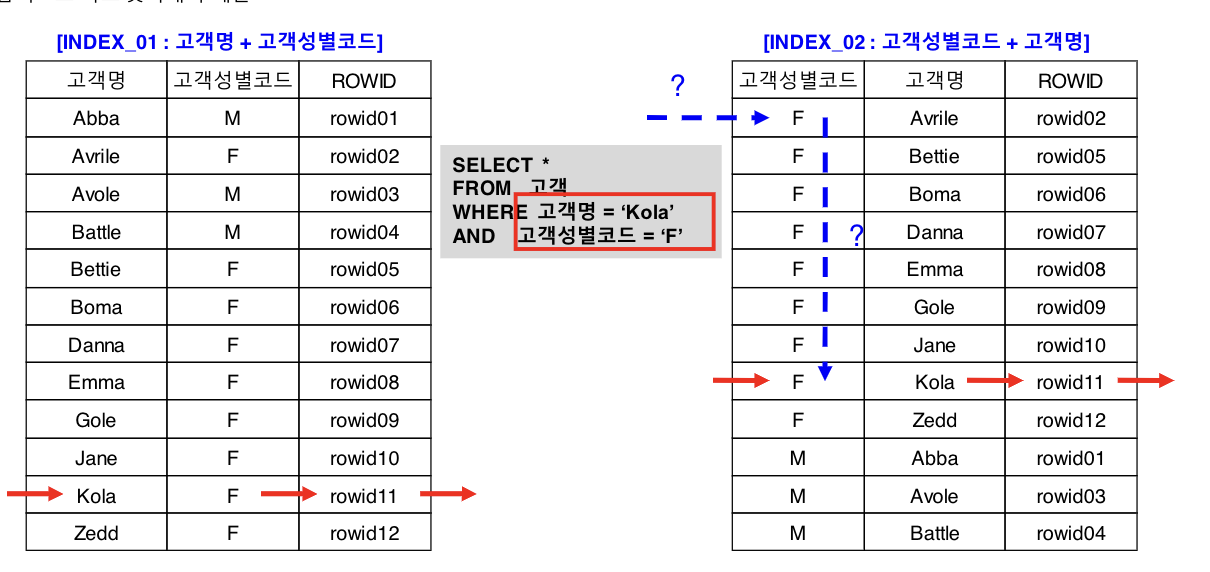 [INDEX_01 : 고객명 + 고객성별코드]
고객명 고객성별코드 ROWID
Abba M rowid01
Avrile F rowid02
Avole M rowid03
Battle M rowid04
Bettie F rowid05
Boma F rowid06
Danna F rowid07
Emma F rowid08
Gole F rowid09
Jane F rowid10
Kola F rowid11
Zedd F rowid12
SELECT *
FROM 고객
WHERE 고객명 = ‘Kola’
AND 고객성별코드 = ‘F’
[INDEX_02 : 고객성별코드 + 고객명]
?
고객성별코드 고객명 ROWID
F Avrile rowid02
F Bettie rowid05
F Boma rowid06
F ? Danna rowid07
F Emma rowid08
F Gole rowid09
F Jane rowid10
F Kola rowid11
F Zedd rowid12
M Abba rowid01
M Avole rowid03
M Battle rowid04